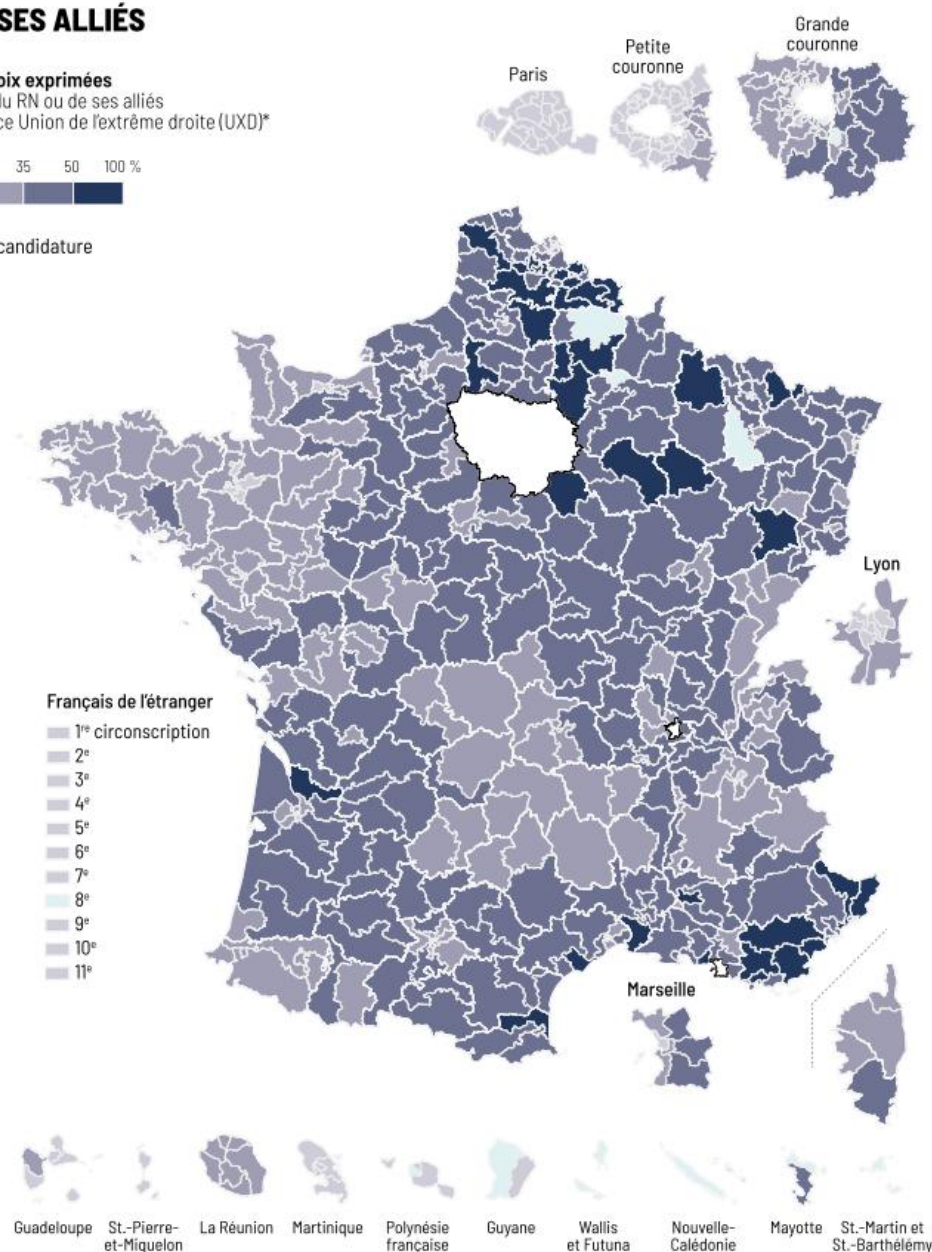 SES ALLIÉS
oix exprimées
du RN ou de ses alliés
ce Union de l'extrême droite (UXD)*
35 50 100 %
candidature
Paris
Petite
couronne
Grande
couronne
Lyon
Français de l'étranger
1re circonscription
2e
3e
4e
5e
6e
7e
8e
9e
10e
11e
Marseille
Guadeloupe
St.-Pierre-
et-Miquelon
La Réunion
Martinique
Polynésie
française
Guyane
Wallis
et Futuna
Nouvelle-
Calédonie
Mayotte
St.-Martin et
St.-Barthélémy